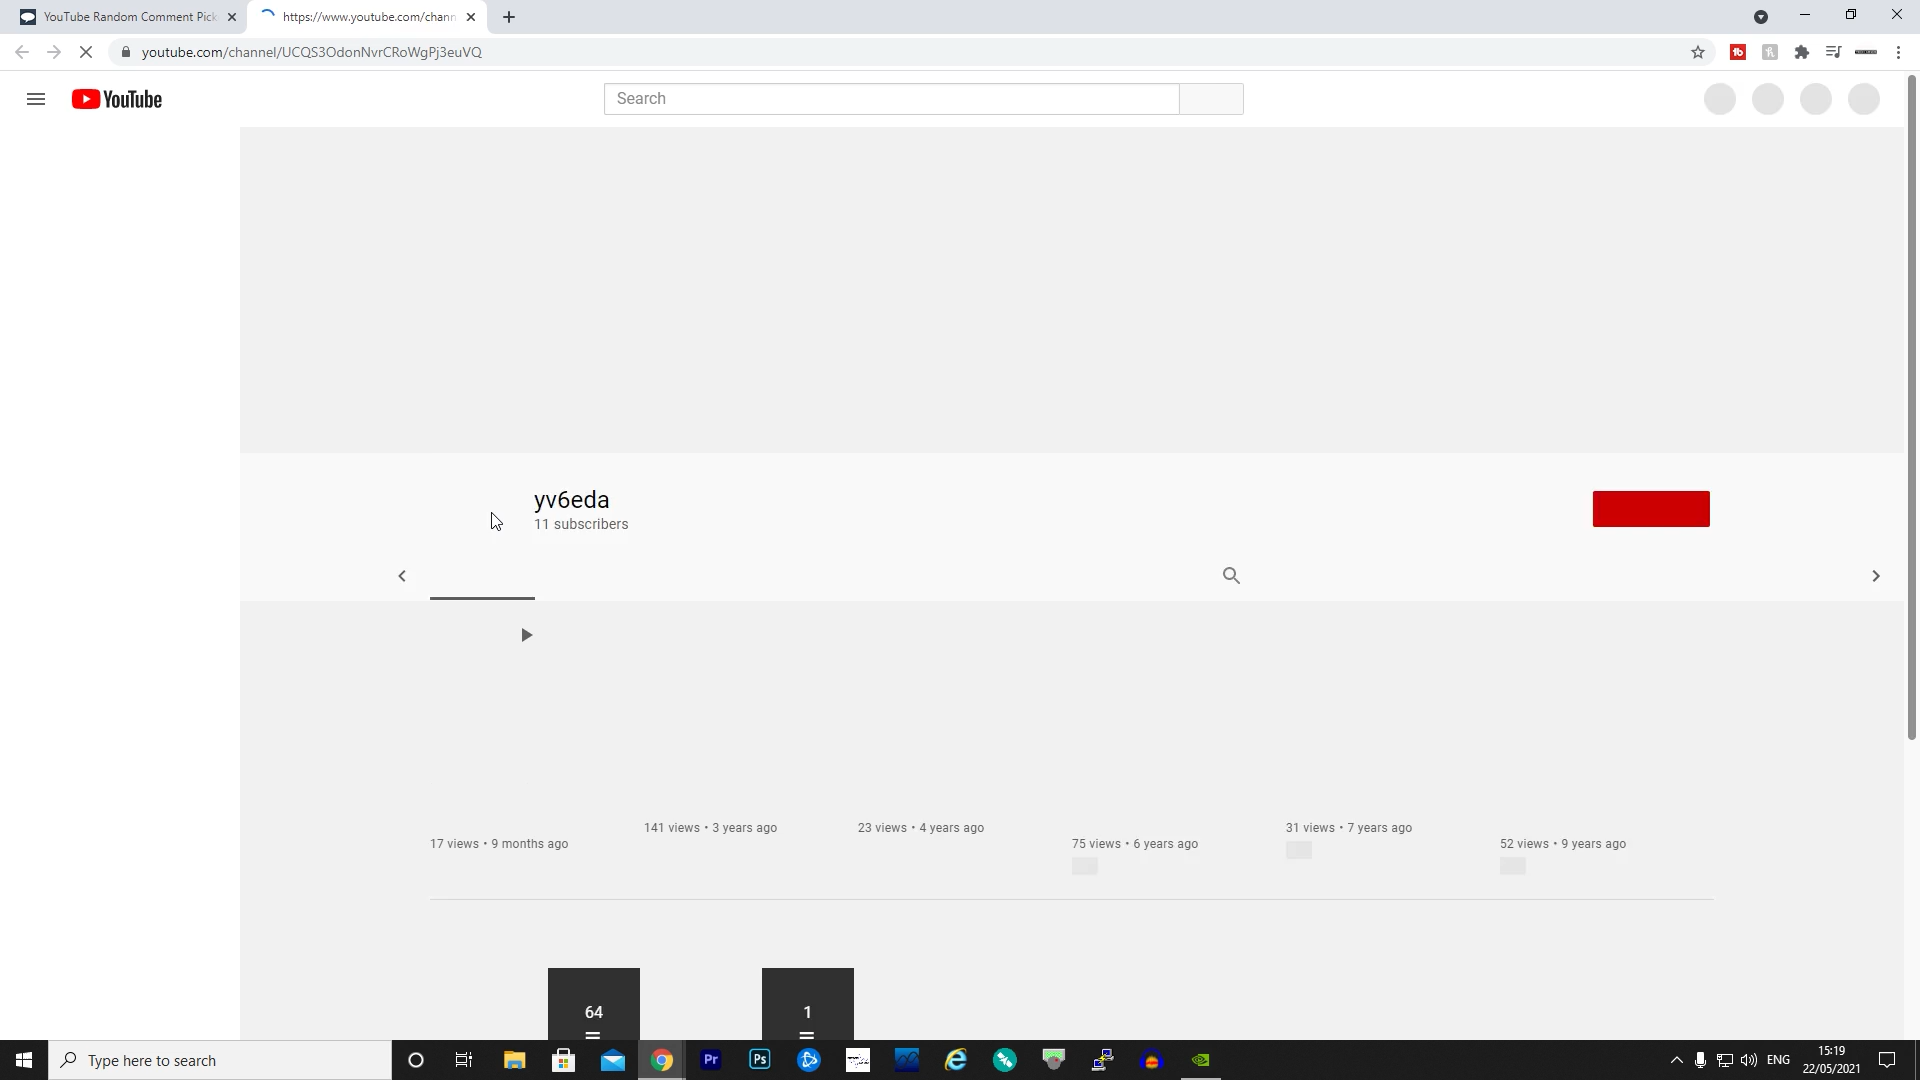 YouTube Random Comment Pick
https://www.youtube.com/chann
youtube.com/channel/UCQS3OdonNvrCRoWgPj3euVQ
YouTube
Search
yv6eda
11 subscribers
17 views • 9 months ago
141 views • 3 years ago
23 views • 4 years ago
75 views • 6 years ago
31 views • 7 years ago
52 views • 9 years ago
64
1
Type here to search
Pr
Ps
ENG
15:19
22/05/2021